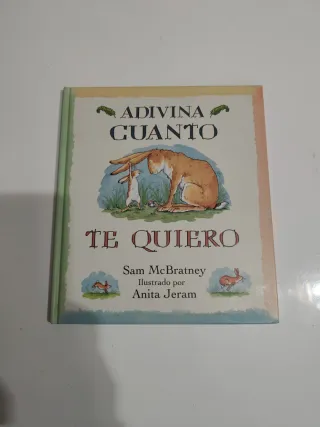 ADIVINA
CUANTO
TE QUIERO
Sam McBratney
Ilustrado por
Anita Jeram